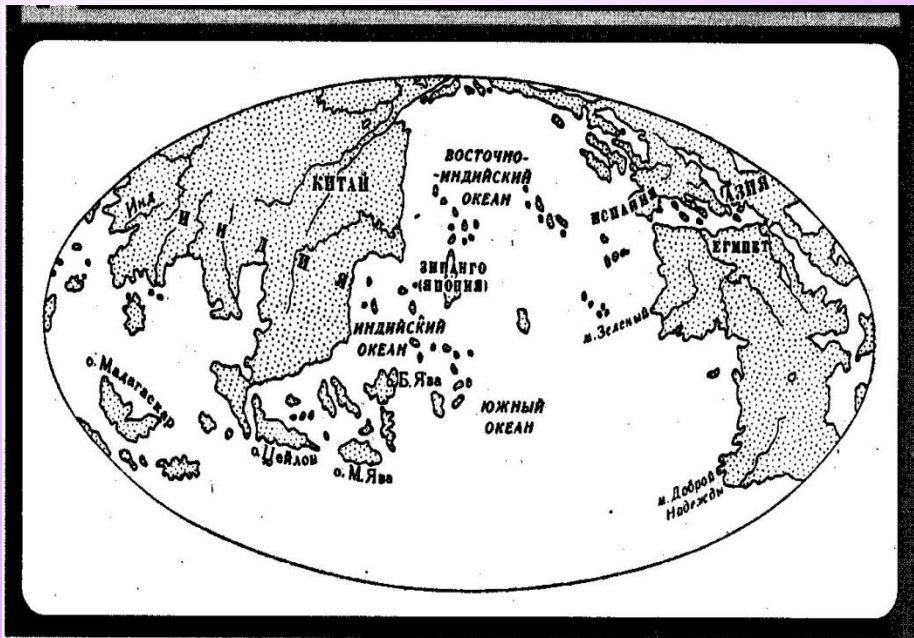 ВОСТОЧНО-
-ИНДИЙСКИЙ
ОКЕАН
КИТАЙ
Инд
ИНДИЯ
ИСПАНИЯ
АЗИЯ
ЕГИПЕТ
ЗИПАНГО
(ЯПОНИЯ)
м. Зеленый
ИНДИЙСКИЙ
ОКЕАН
о. Мадагаскар
Б. Ява
ЮЖНЫЙ
ОКЕАН
о. Цейлон
о. М. Ява
м. Доброй
Надежды